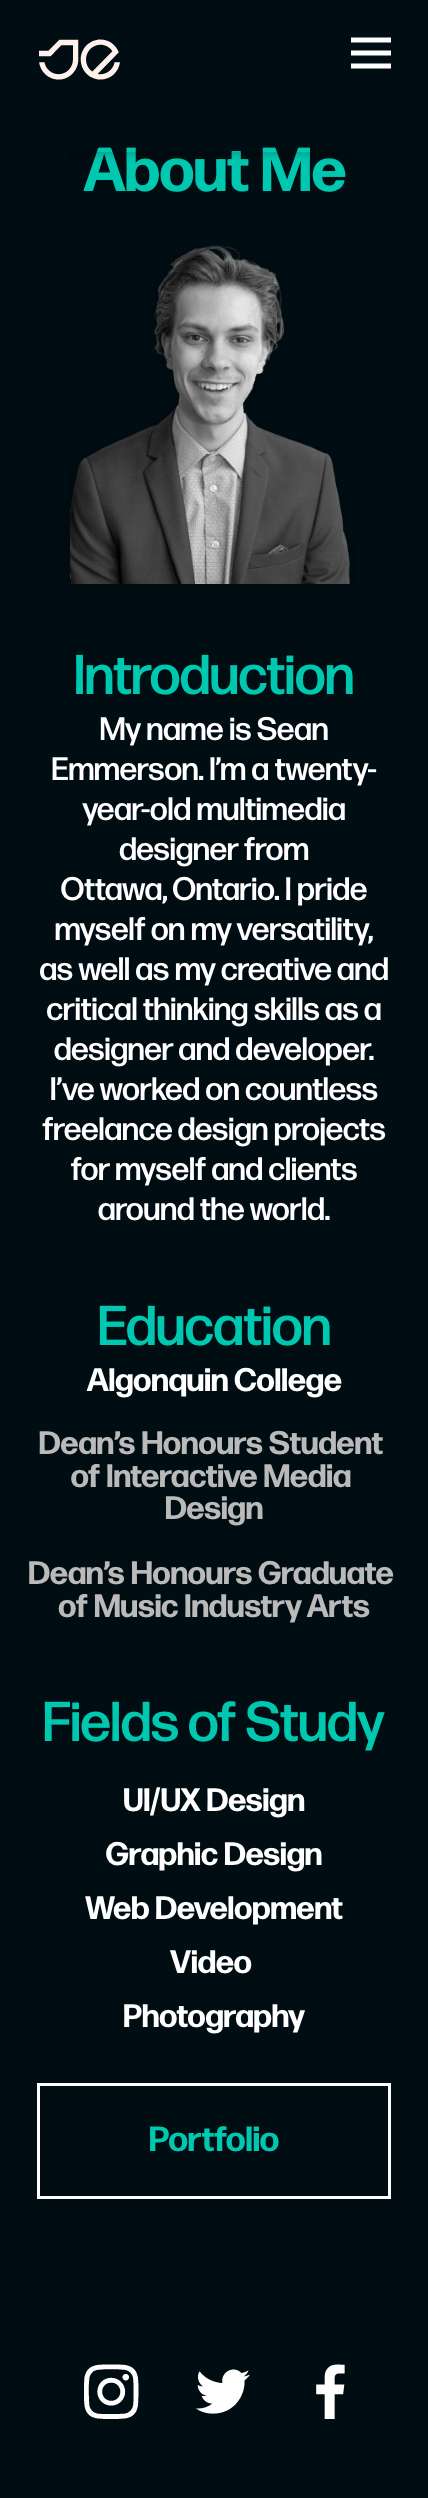 About Me
Introduction
My name is Sean
Emmerson. I’m a twenty-
year-old multimedia
designer from
Ottawa, Ontario. I pride
myself on my versatility,
as well as my creative and
critical thinking skills as a
designer and developer.
I’ve worked on countless
freelance design projects
for myself and clients
around the world.
Education
Algonquin College
Dean’s Honours Student
of Interactive Media
Design
Dean’s Honours Graduate
of Music Industry Arts
Fields of Study
UI/UX Design
Graphic Design
Web Development
Video
Photography
Portfolio